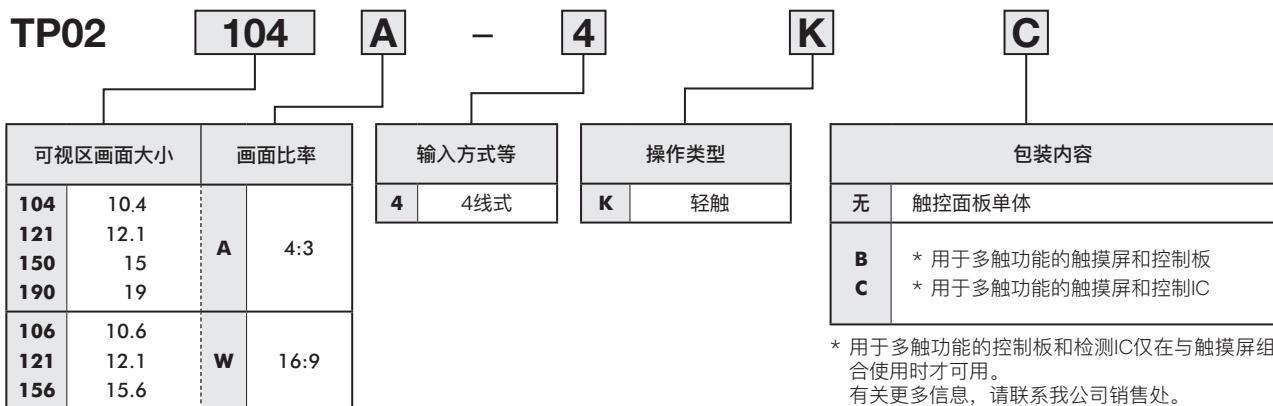 TP02 104 A – 4 K C
可视区画面大小 画面比率
104 10.4
121 12.1
150 15
190 19
A 4:3
106 10.6
121 12.1
156 15.6
W 16:9
输入方式等
4 4线式
操作类型
K 轻触
包装内容
无 触控面板单体
B * 用于多触功能的触摸屏和控制板
C * 用于多触功能的触摸屏和控制IC
* 用于多触功能的控制板和检测IC仅在与触摸屏组
合使用时才可用。
有关更多信息，请联系我公司销售处。